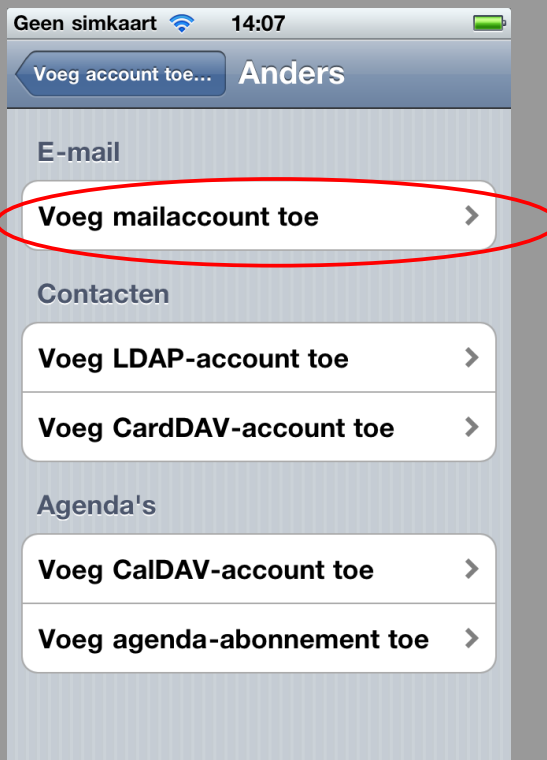 Geen simkaart 14:07
Voeg account toe... Anders
E-mail
Voeg mailaccount toe
Contacten
Voeg LDAP-account toe
Voeg CardDAV-account toe
Agenda's
Voeg CalDAV-account toe
Voeg agenda-abonnement toe